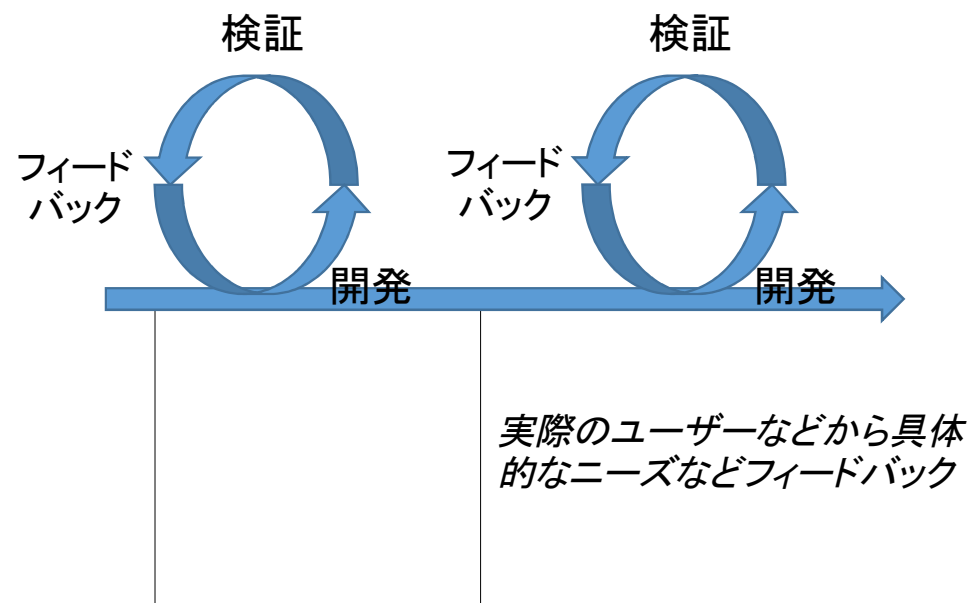 検証
検証
フィード
バック
フィード
バック
開発
開発
実際のユーザーなどから具体
的なニーズなどフィードバック